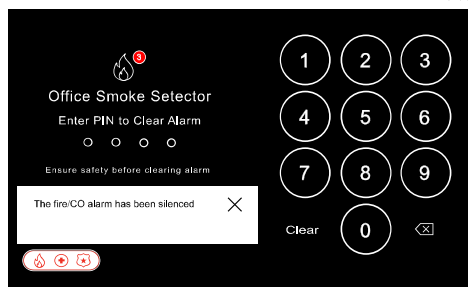 3
Office Smoke Selector
Enter PIN to Clear Alarm
Ensure safety before clearing alarm
The fire/CO alarm has been silenced
1 2 3
4 5 6
7 8 9
Clear 0